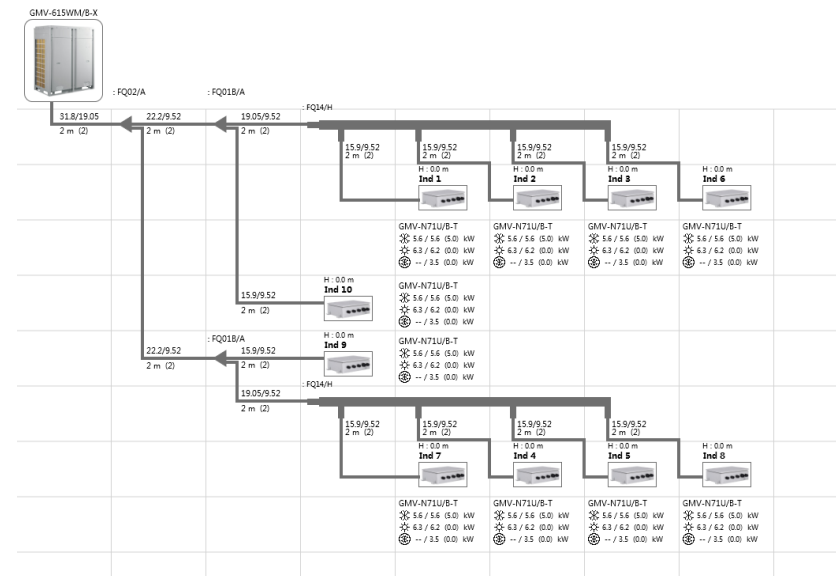 GMV-615WM/B-X
: FQ02/A
: FQ01B/A
: FQ14/H
31.8/19.05
2 m (2)
22.2/9.52
2 m (2)
19.05/9.52
2 m (2)
15.9/9.52
2 m (2)
15.9/9.52
2 m (2)
15.9/9.52
2 m (2)
15.9/9.52
2 m (2)
H : 0.0 m
Ind 1
H : 0.0 m
Ind 2
H : 0.0 m
Ind 3
H : 0.0 m
Ind 6
GMV-N71U/B-T
5.6 / 5.6 (5.0) kW
6.3 / 6.2 (0.0) kW
-- / 3.5 (0.0) kW
GMV-N71U/B-T
5.6 / 5.6 (5.0) kW
6.3 / 6.2 (0.0) kW
-- / 3.5 (0.0) kW
GMV-N71U/B-T
5.6 / 5.6 (5.0) kW
6.3 / 6.2 (0.0) kW
-- / 3.5 (0.0) kW
GMV-N71U/B-T
5.6 / 5.6 (5.0) kW
6.3 / 6.2 (0.0) kW
-- / 3.5 (0.0) kW
15.9/9.52
2 m (2)
H : 0.0 m
Ind 10
GMV-N71U/B-T
5.6 / 5.6 (5.0) kW
6.3 / 6.2 (0.0) kW
-- / 3.5 (0.0) kW
: FQ01B/A
22.2/9.52
2 m (2)
15.9/9.52
2 m (2)
H : 0.0 m
Ind 9
GMV-N71U/B-T
5.6 / 5.6 (5.0) kW
6.3 / 6.2 (0.0) kW
-- / 3.5 (0.0) kW
: FQ14/H
19.05/9.52
2 m (2)
15.9/9.52
2 m (2)
15.9/9.52
2 m (2)
15.9/9.52
2 m (2)
15.9/9.52
2 m (2)
H : 0.0 m
Ind 7
H : 0.0 m
Ind 4
H : 0.0 m
Ind 5
H : 0.0 m
Ind 8
GMV-N71U/B-T
5.6 / 5.6 (5.0) kW
6.3 / 6.2 (0.0) kW
-- / 3.5 (0.0) kW
GMV-N71U/B-T
5.6 / 5.6 (5.0) kW
6.3 / 6.2 (0.0) kW
-- / 3.5 (0.0) kW
GMV-N71U/B-T
5.6 / 5.6 (5.0) kW
6.3 / 6.2 (0.0) kW
-- / 3.5 (0.0) kW
GMV-N71U/B-T
5.6 / 5.6 (5.0) kW
6.3 / 6.2 (0.0) kW
-- / 3.5 (0.0) kW